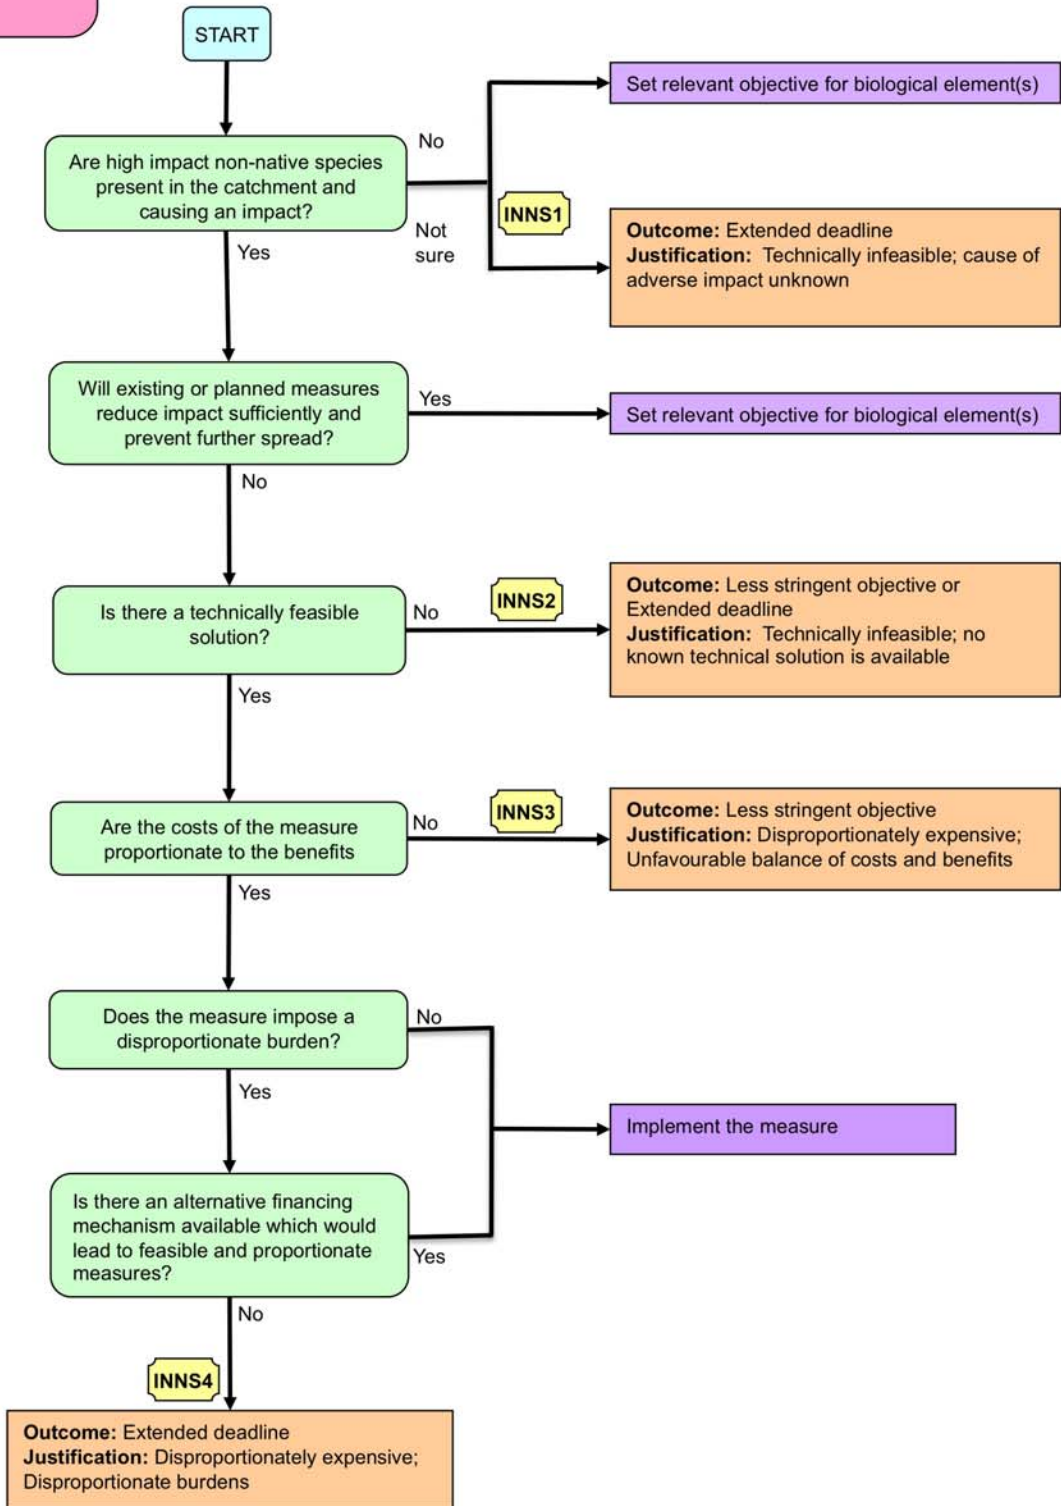 START
Set relevant objective for biological element(s)
No
Are high impact non-native species
present in the catchment and
causing an impact?
INNS1
Not
sure
Outcome: Extended deadline
Justification: Technically infeasible; cause of
adverse impact unknown
Yes
Will existing or planned measures
reduce impact sufficiently and
prevent further spread?
Yes
Set relevant objective for biological element(s)
No
Is there a technically feasible
solution?
No
INNS2
Outcome: Less stringent objective or
Extended deadline
Justification: Technically infeasible; no
known technical solution is available
Yes
Are the costs of the measure
proportionate to the benefits
No
INNS3
Outcome: Less stringent objective
Justification: Disproportionately expensive;
Unfavourable balance of costs and benefits
Yes
Does the measure impose a
disproportionate burden?
No
Yes
Implement the measure
Is there an alternative financing
mechanism available which would
lead to feasible and proportionate
measures?
Yes
No
INNS4
Outcome: Extended deadline
Justification: Disproportionately expensive;
Disproportionate burdens